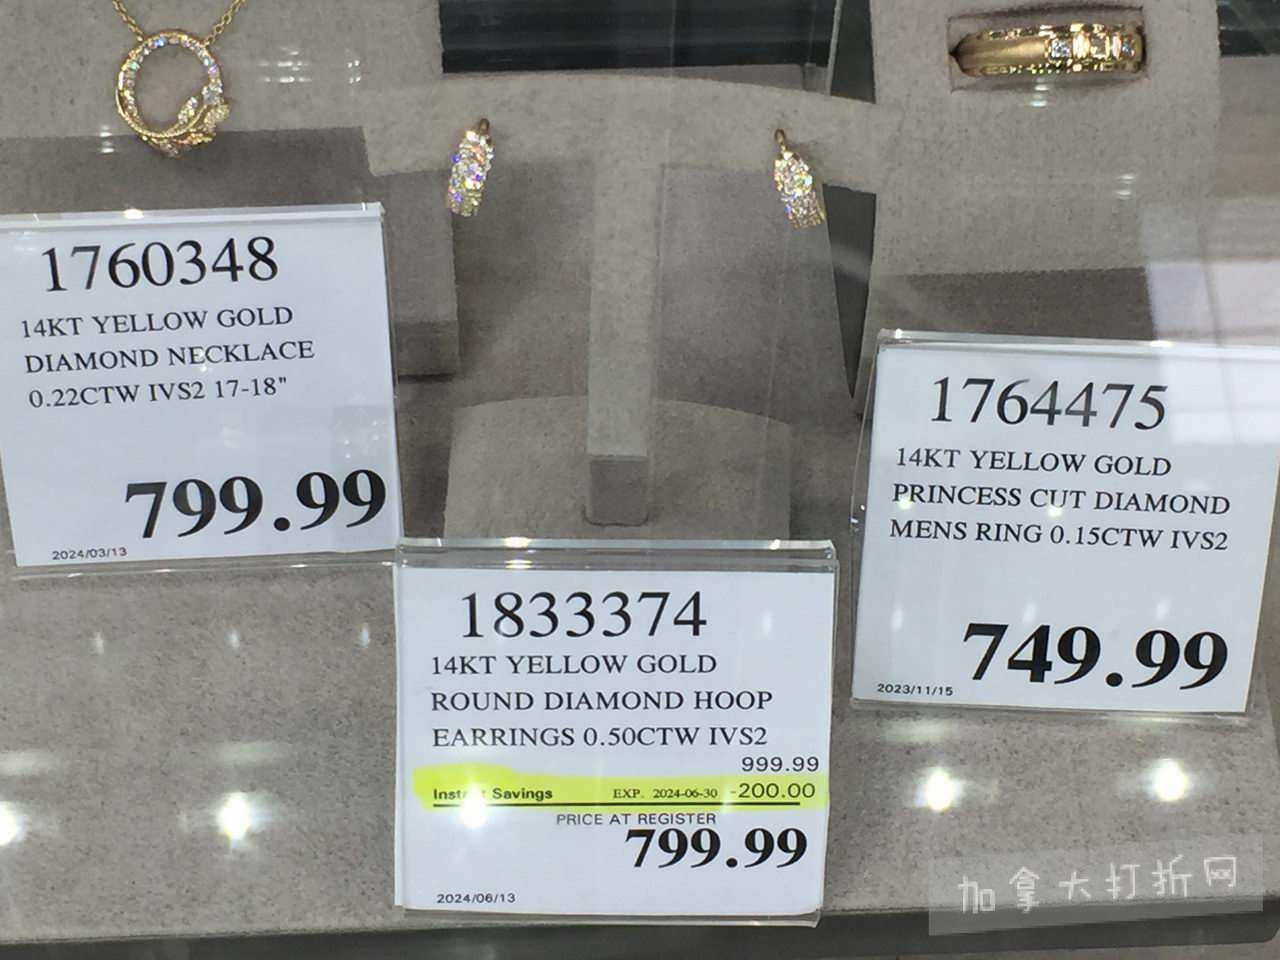 1760348
14KT YELLOW GOLD
DIAMOND NECKLACE
0.22CTW IVS2 17-18"
799.99
2024/03/13
1833374
14KT YELLOW GOLD
ROUND DIAMOND HOOP
EARRINGS 0.50CTW IVS2
999.99
Instant Savings EXP. 2024-06-30 -200.00
PRICE AT REGISTER
799.99
2024/06/13
1764475
14KT YELLOW GOLD
PRINCESS CUT DIAMOND
MENS RING 0.15CTW IVS2
749.99
2023/11/15
加拿大打折网